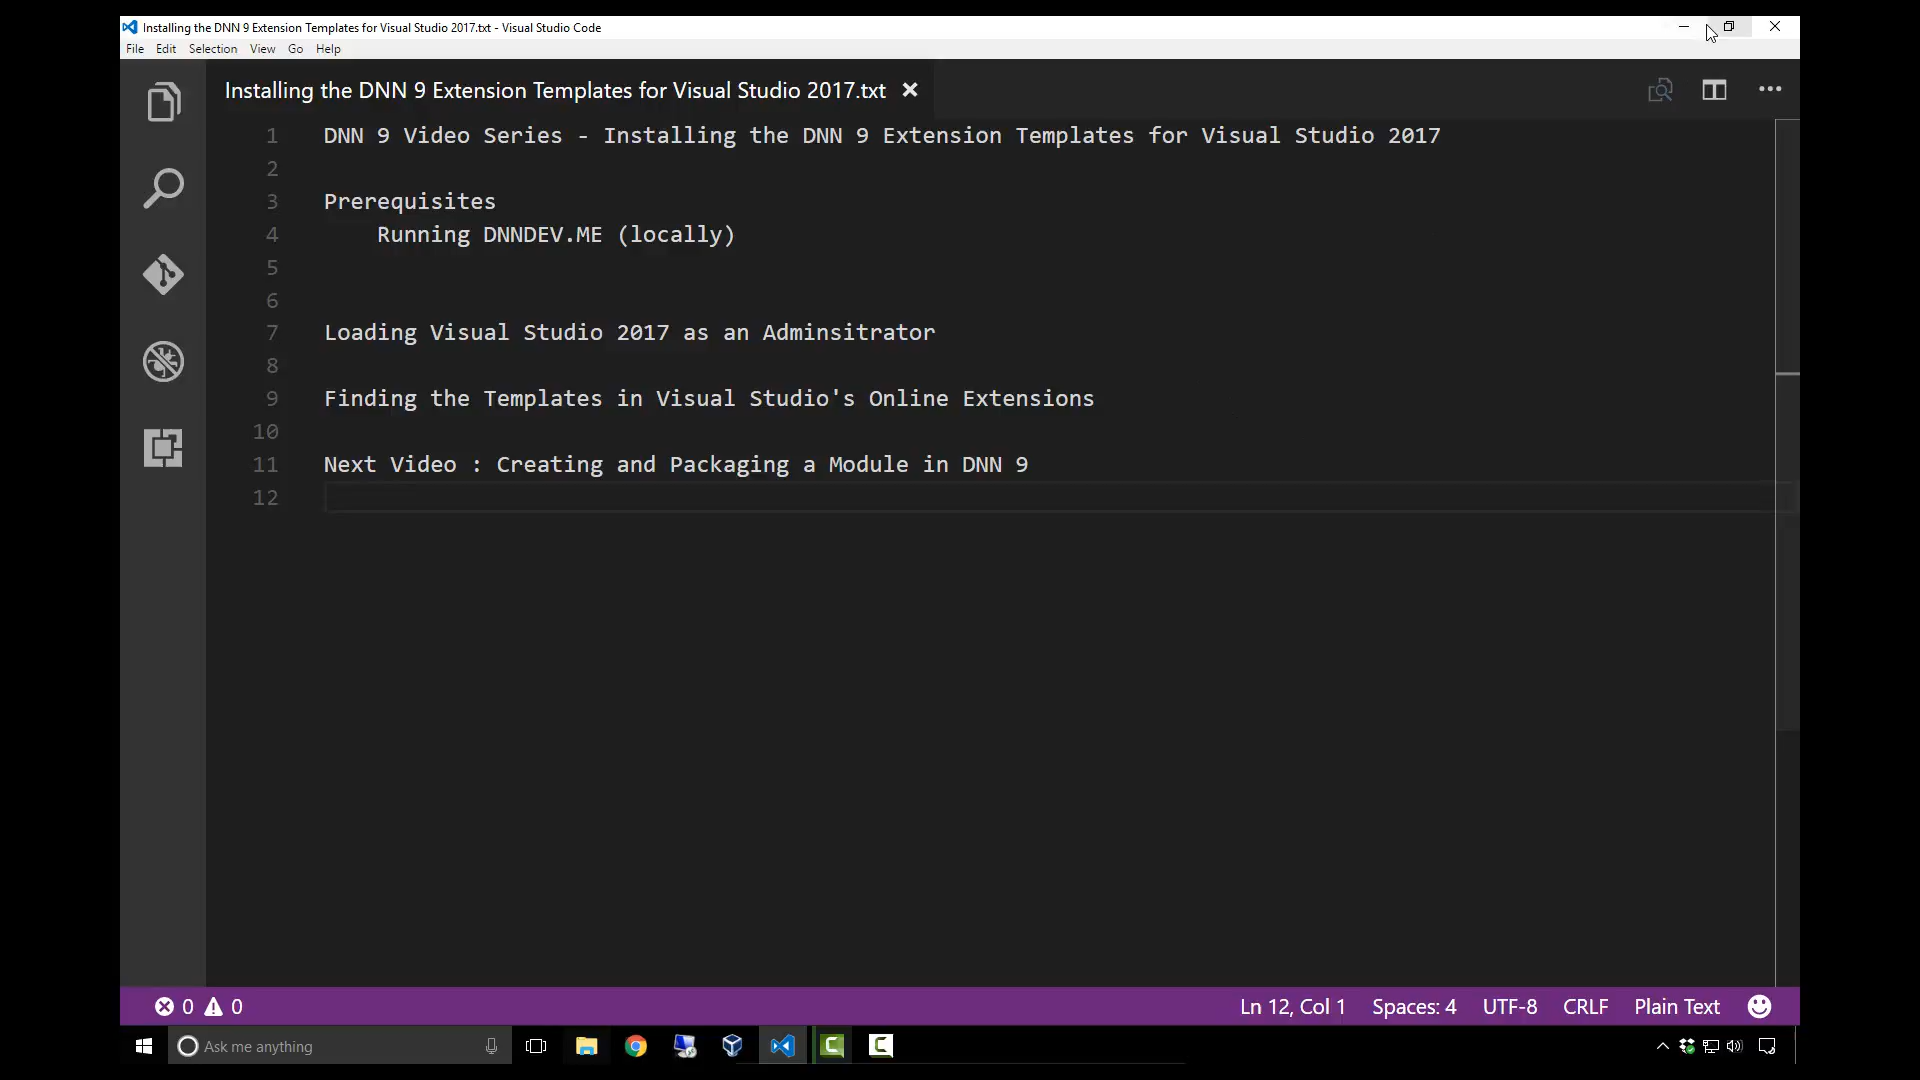 Installing the DNN 9 Extension Templates for Visual Studio 2017.txt - Visual Studio Code
File Edit Selection View Go Help
Installing the DNN 9 Extension Templates for Visual Studio 2017.txt
1 DNN 9 Video Series - Installing the DNN 9 Extension Templates for Visual Studio 2017
2
3 Prerequisites
4 Running DNNDEV.ME (locally)
5
6
7 Loading Visual Studio 2017 as an Adminsitrator
8
9 Finding the Templates in Visual Studio's Online Extensions
10
11 Next Video : Creating and Packaging a Module in DNN 9
12
0 0 Ln 12, Col 1 Spaces: 4 UTF-8 CRLF Plain Text
Ask me anything